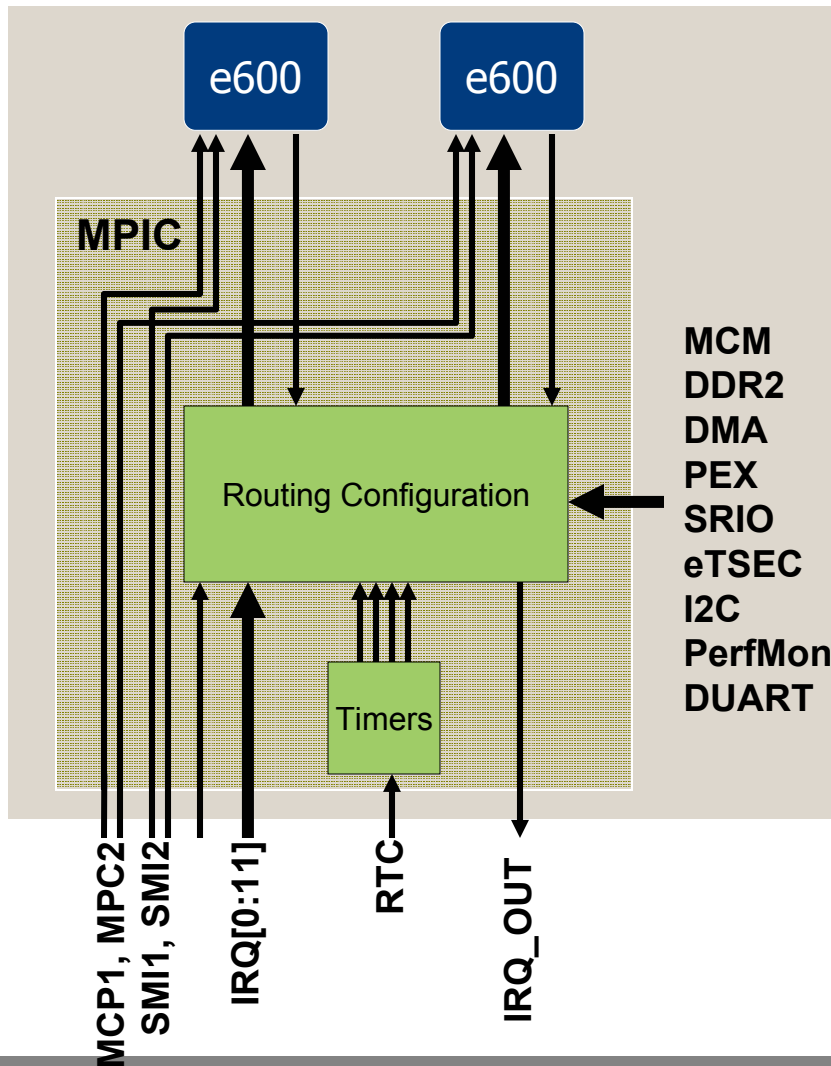 e600
e600
MPIC
MCM
DDR2
DMA
PEX
SRIO
eTSEC
I2C
PerfMon
DUART
Routing Configuration
Timers
MCP1, MPC2
SMI1, SMI2
IRQ[0:11]
RTC
IRQ_OUT